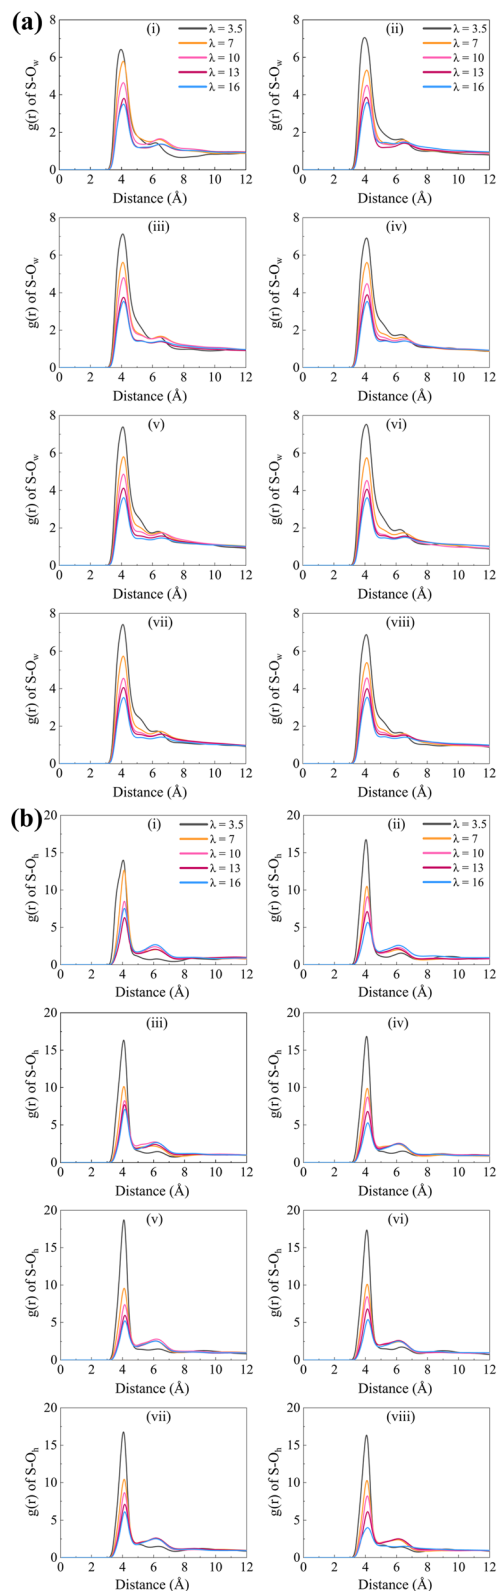 (a)
(i)
λ = 3.5
λ = 7
λ = 10
λ = 13
λ = 16
g(r) of S-Ow
8
6
4
2
0
0 2 4 6 8 10 12
Distance (Å)
(ii)
λ = 3.5
λ = 7
λ = 10
λ = 13
λ = 16
g(r) of S-Ow
8
6
4
2
0
0 2 4 6 8 10 12
Distance (Å)
(iii)
g(r) of S-Ow
8
6
4
2
0
0 2 4 6 8 10 12
Distance (Å)
(iv)
g(r) of S-Ow
8
6
4
2
0
0 2 4 6 8 10 12
Distance (Å)
(v)
g(r) of S-Ow
8
6
4
2
0
0 2 4 6 8 10 12
Distance (Å)
(vi)
g(r) of S-Ow
8
6
4
2
0
0 2 4 6 8 10 12
Distance (Å)
(vii)
g(r) of S-Ow
8
6
4
2
0
0 2 4 6 8 10 12
Distance (Å)
(viii)
g(r) of S-Ow
8
6
4
2
0
0 2 4 6 8 10 12
Distance (Å)
(b)
(i)
λ = 3.5
λ = 7
λ = 10
λ = 13
λ = 16
g(r) of S-Oh
20
15
10
5
0
0 2 4 6 8 10 12
Distance (Å)
(ii)
λ = 3.5
λ = 7
λ = 10
λ = 13
λ = 16
g(r) of S-Oh
20
15
10
5
0
0 2 4 6 8 10 12
Distance (Å)
(iii)
g(r) of S-Oh
20
15
10
5
0
0 2 4 6 8 10 12
Distance (Å)
(iv)
g(r) of S-Oh
20
15
10
5
0
0 2 4 6 8 10 12
Distance (Å)
(v)
g(r) of S-Oh
20
15
10
5
0
0 2 4 6 8 10 12
Distance (Å)
(vi)
g(r) of S-Oh
20
15
10
5
0
0 2 4 6 8 10 12
Distance (Å)
(vii)
g(r) of S-Oh
20
15
10
5
0
0 2 4 6 8 10 12
Distance (Å)
(viii)
g(r) of S-Oh
20
15
10
5
0
0 2 4 6 8 10 12
Distance (Å)